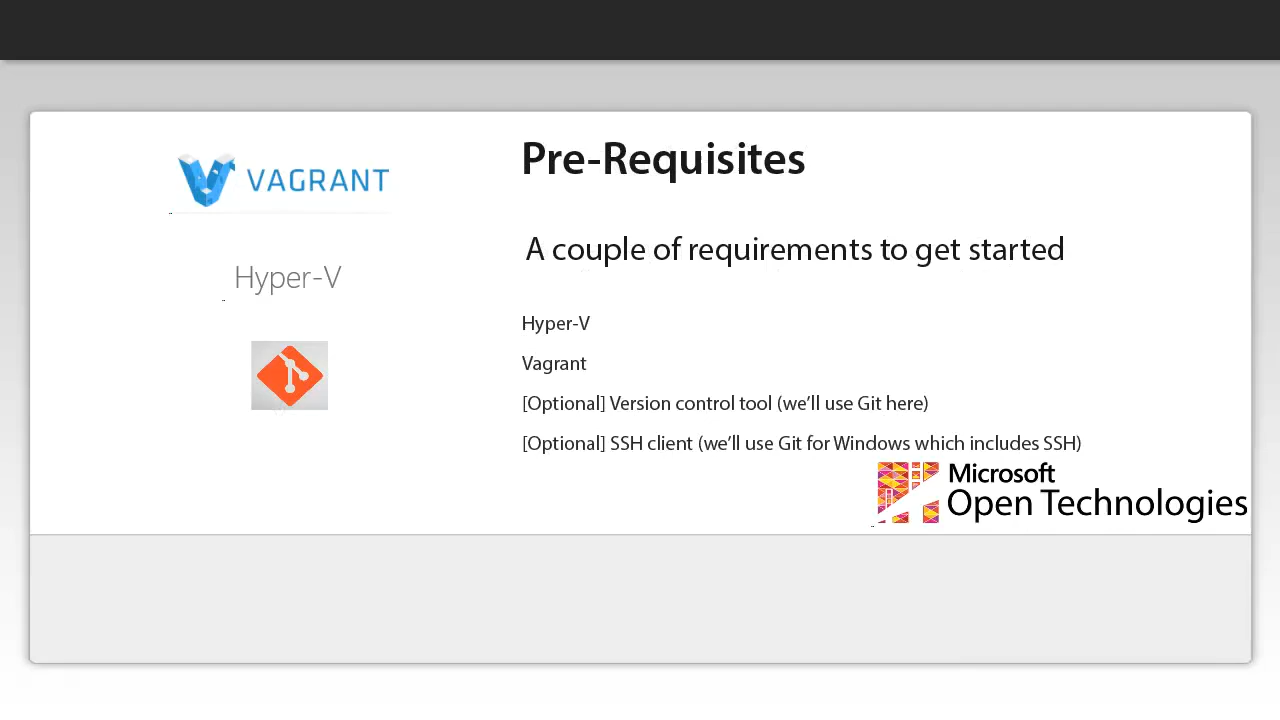 VAGRANT
Hyper-V
Pre-Requisites
A couple of requirements to get started
Hyper-V
Vagrant
[Optional] Version control tool (we’ll use Git here)
[Optional] SSH client (we’ll use Git for Windows which includes SSH)
Microsoft
Open Technologies